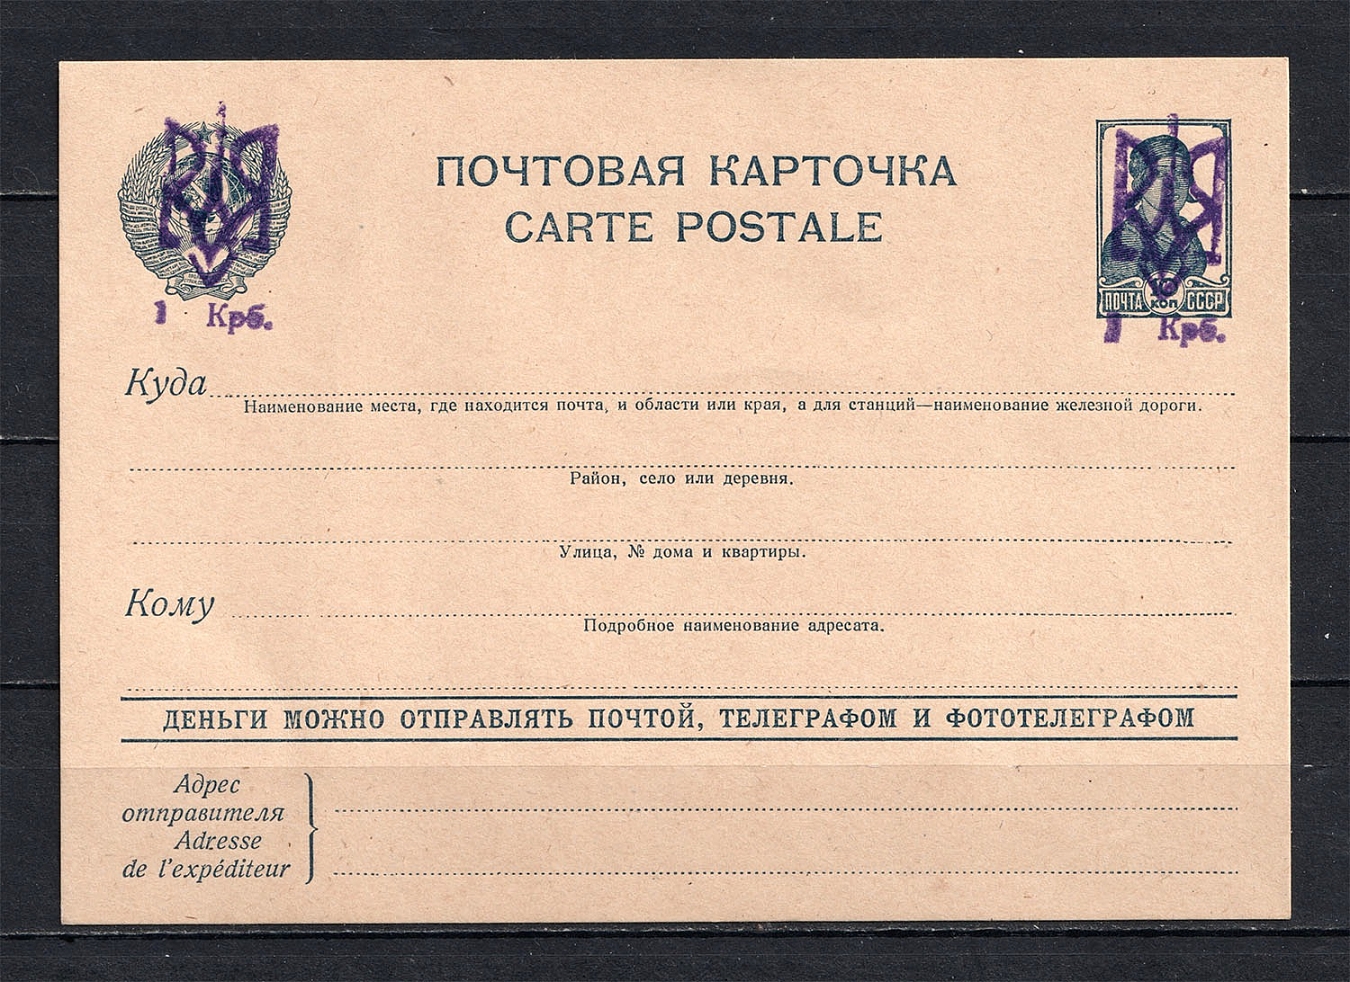 ПОЧТОВАЯ КАРТОЧКА
CARTE POSTALE
1 Крб.
10
КОП
ПОЧТА СССР
1 Крб.
Куда
Наименование места, где находится почта, и области или края, а для станций—наименование железной дороги.
Район, село или деревня.
Улица, № дома и квартиры.
Кому
Подробное наименование адресата.
ДЕНЬГИ МОЖНО ОТПРАВЛЯТЬ ПОЧТОЙ, ТЕЛЕГРАФОМ И ФОТОТЕЛЕГРАФОМ
Адрес
отправителя
Adresse
de l'expéditeur